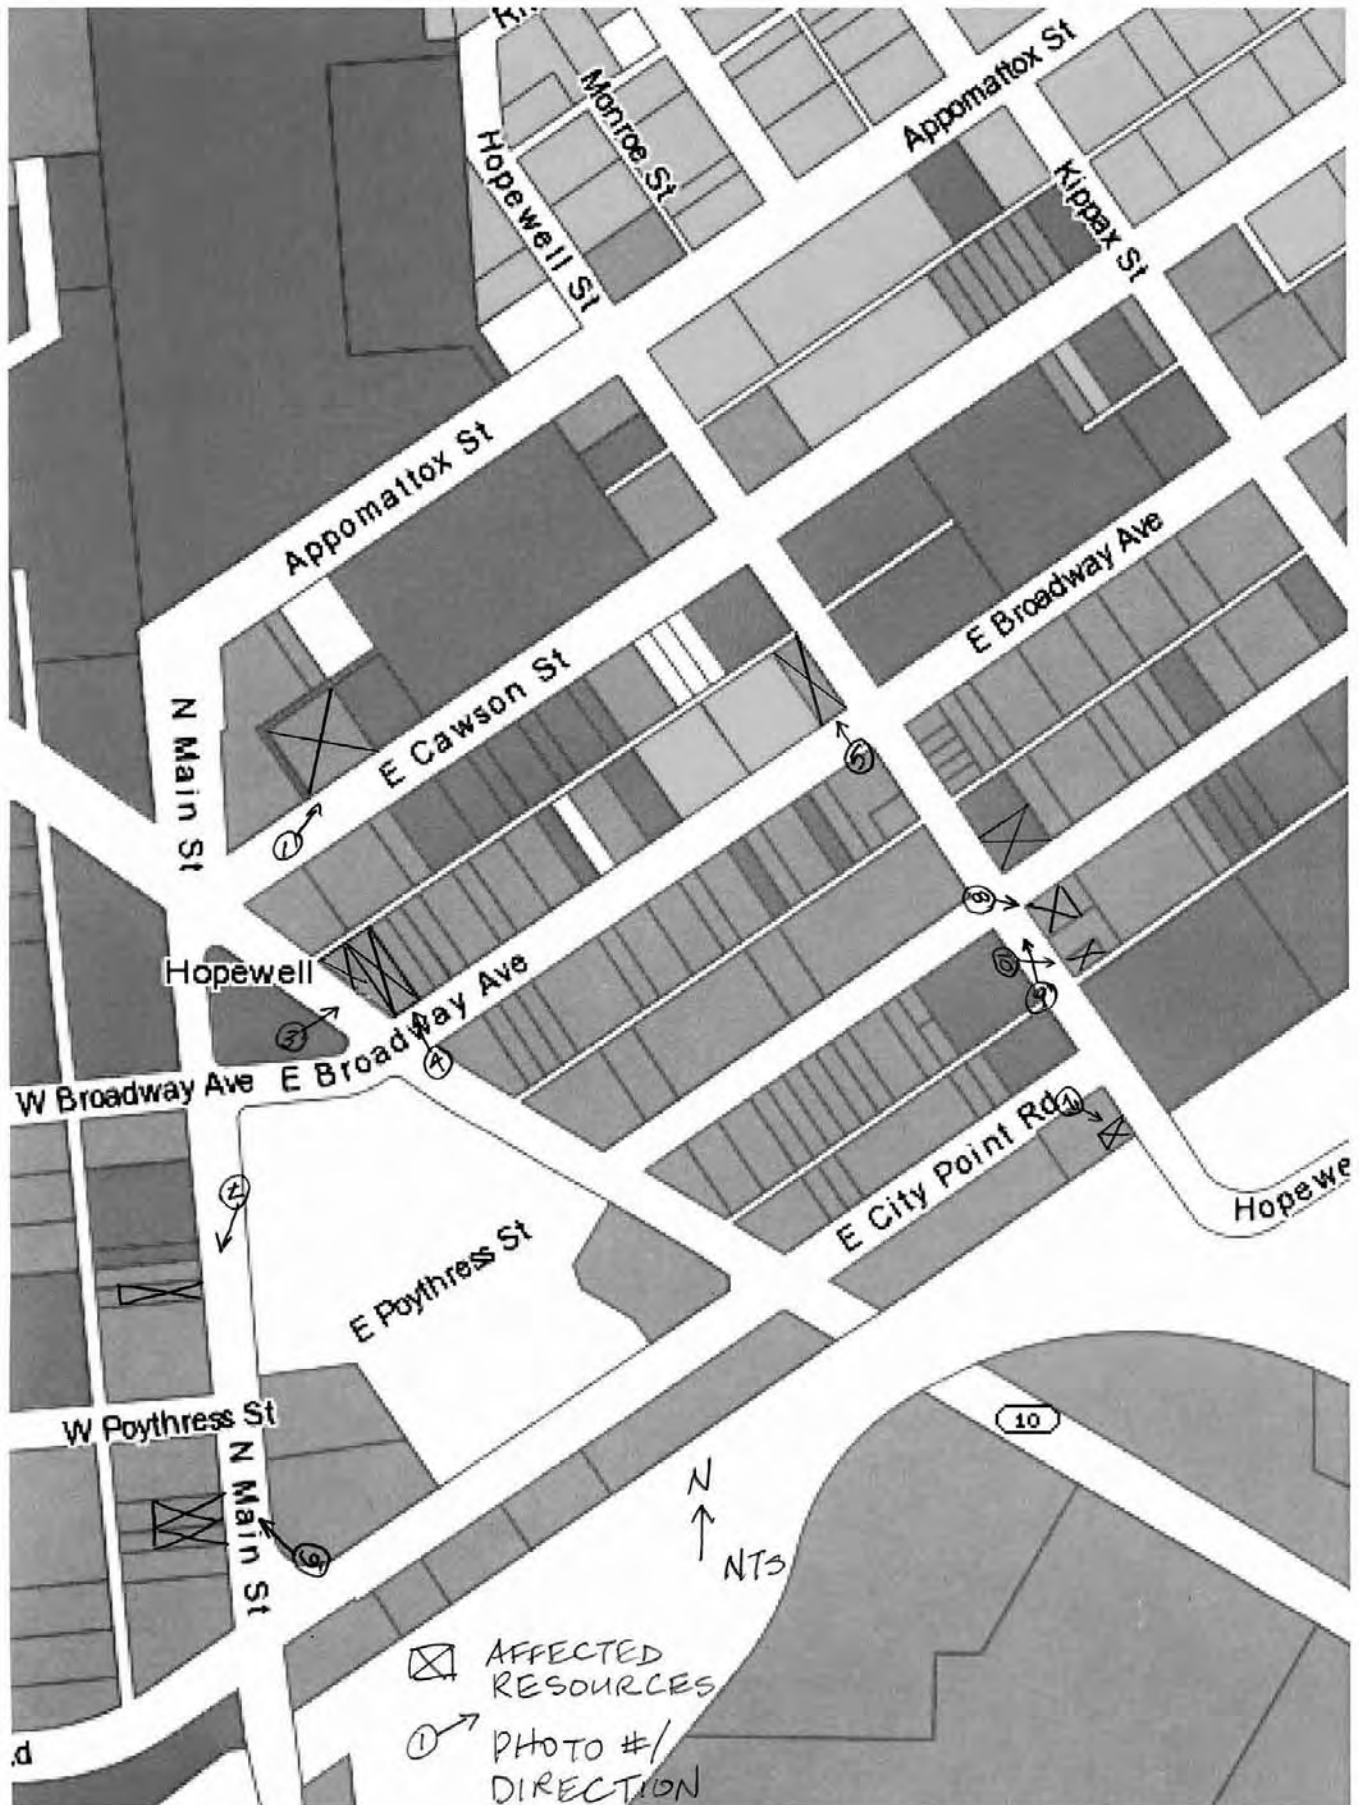 Appomattox St
Monroe St
Hopewell St
Kippax St
Appomattox St
E Broadway Ave
E Cawson St
N Main St
5
1
8
Hopewell
E Broadway Ave
3
4
9
W Broadway Ave
E City Point Rd
Hopewe
E Poythress St
10
W Poythress St
N Main St
N
NTS
AFFECTED
RESOURCES
1
PHOTO #/
DIRECTION